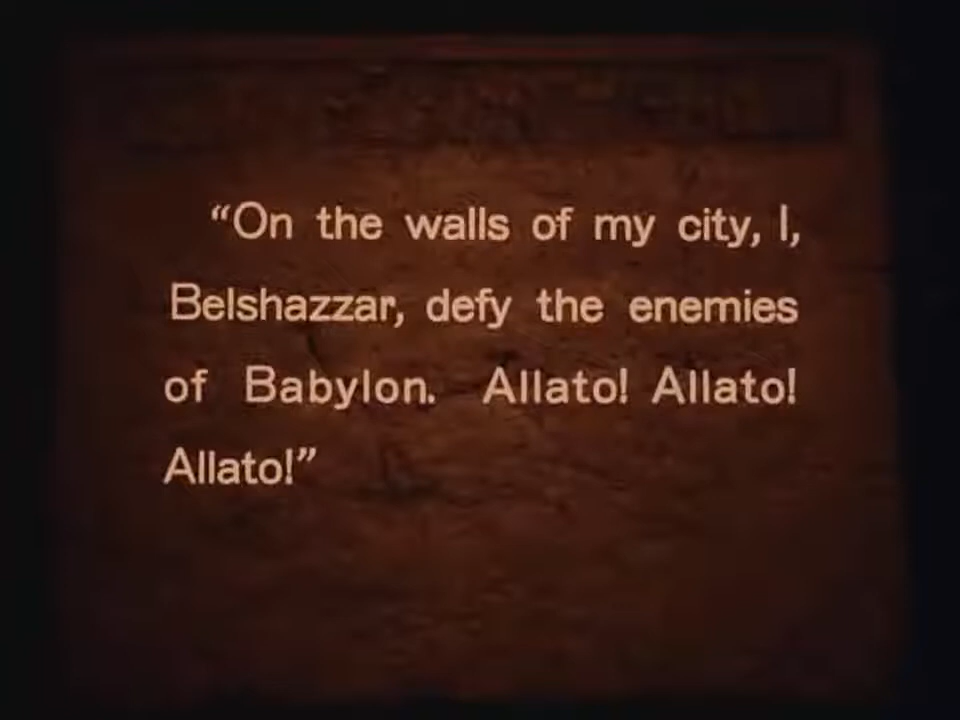 “On the walls of my city, I,
Belshazzar, defy the enemies
of Babylon. Allato! Allato!
Allato!”